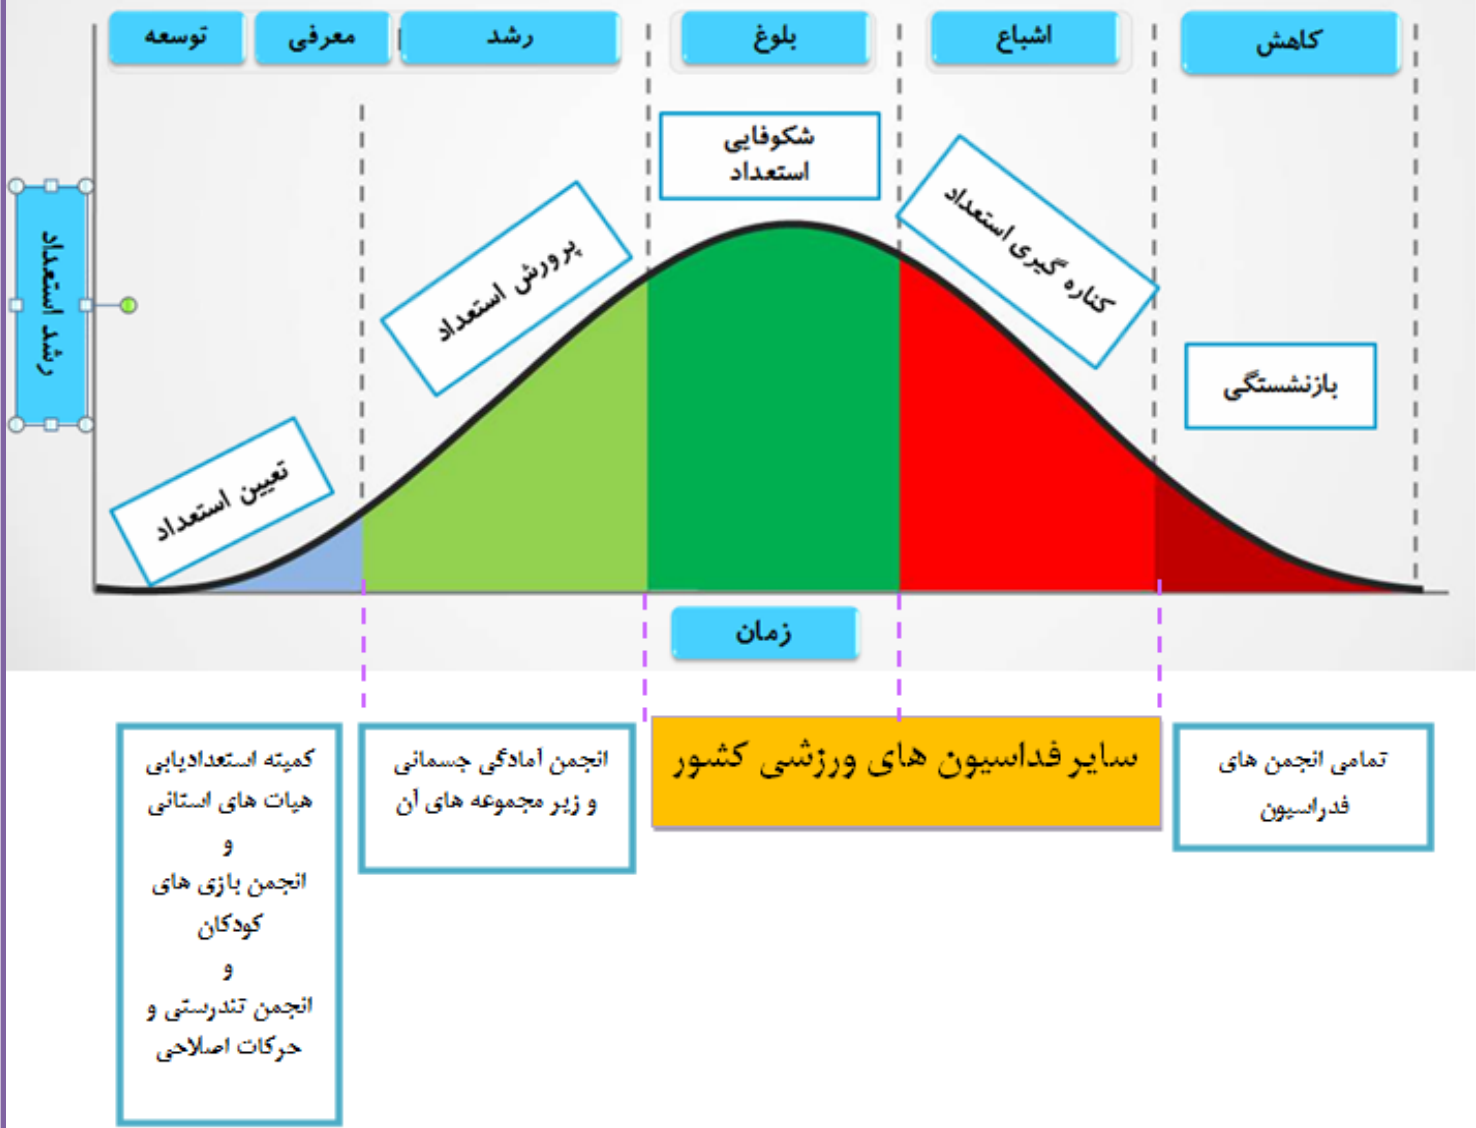 توسعه
معرفی
رشد
بلوغ
اشباع
کاهش
شکوفایی
استعداد
کناره گیری استعداد
پرورش استعداد
رشد استعداد
بازنشستگی
تعیین استعداد
زمان
کمیته استعدادیابی
هیات های استانی
و
انجمن بازی های
کودکان
و
انجمن تندرستی و
حرکات اصلاحی
انجمن آمادگی جسمانی
و زیر مجموعه های آن
سایر فداسیون های ورزشی کشور
تمامی انجمن های
فدراسیون